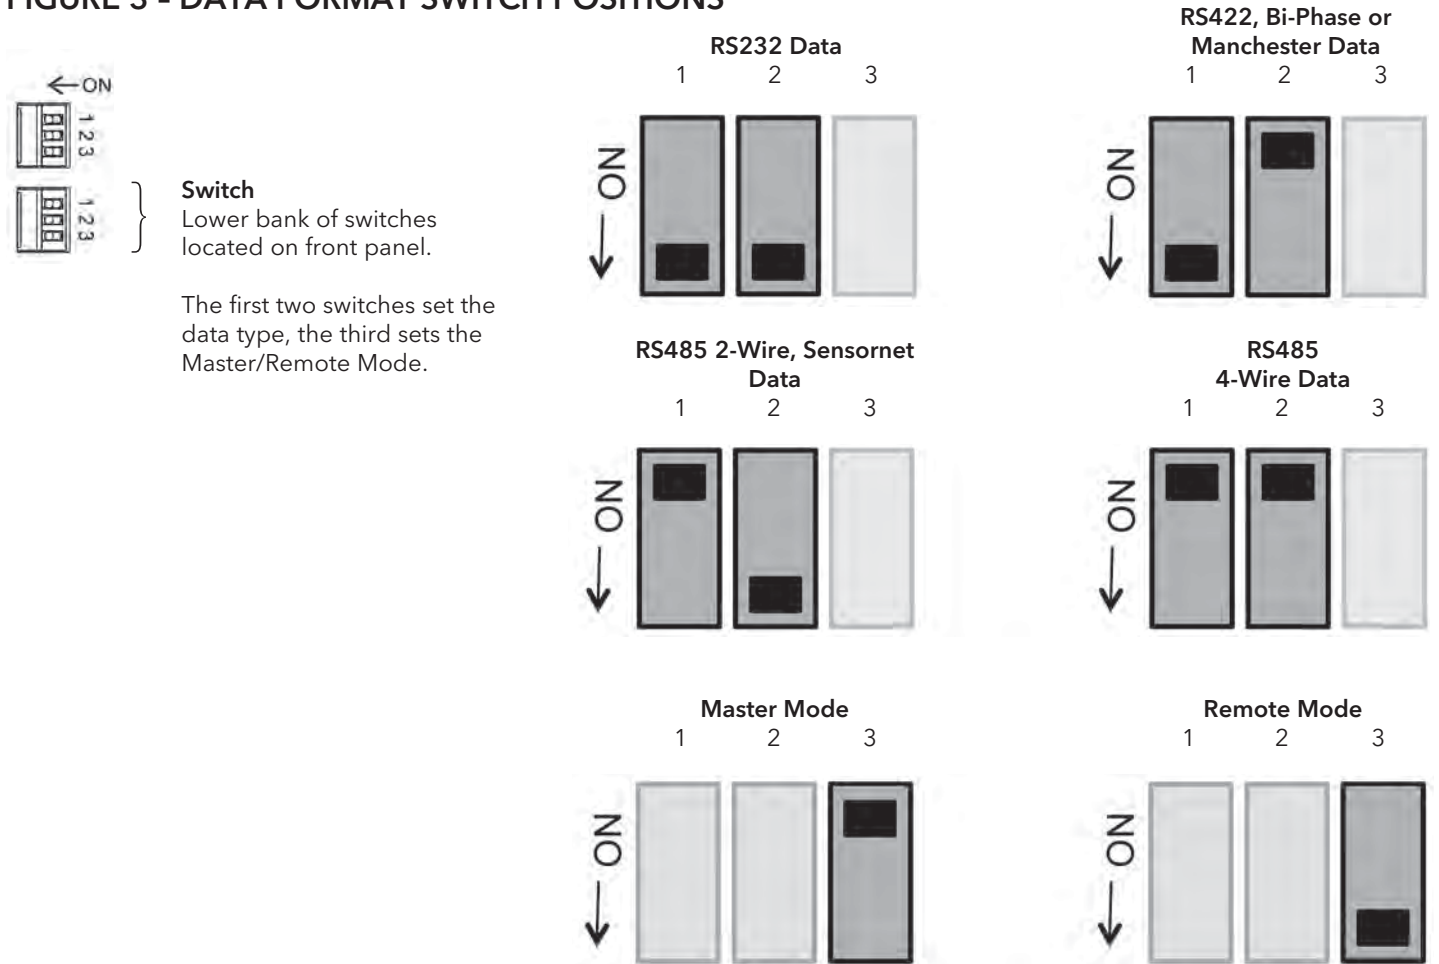 FIGURE 3 – DATA FORMAT SWITCH POSITIONS
←ON
1 2 3
1 2 3
Switch
Lower bank of switches
located on front panel.
The first two switches set the
data type, the third sets the
Master/Remote Mode.
RS232 Data
1 2 3
ON
RS422, Bi-Phase or
Manchester Data
1 2 3
ON
RS485 2-Wire, Sensornet
Data
1 2 3
ON
RS485
4-Wire Data
1 2 3
ON
Master Mode
1 2 3
ON
Remote Mode
1 2 3
ON